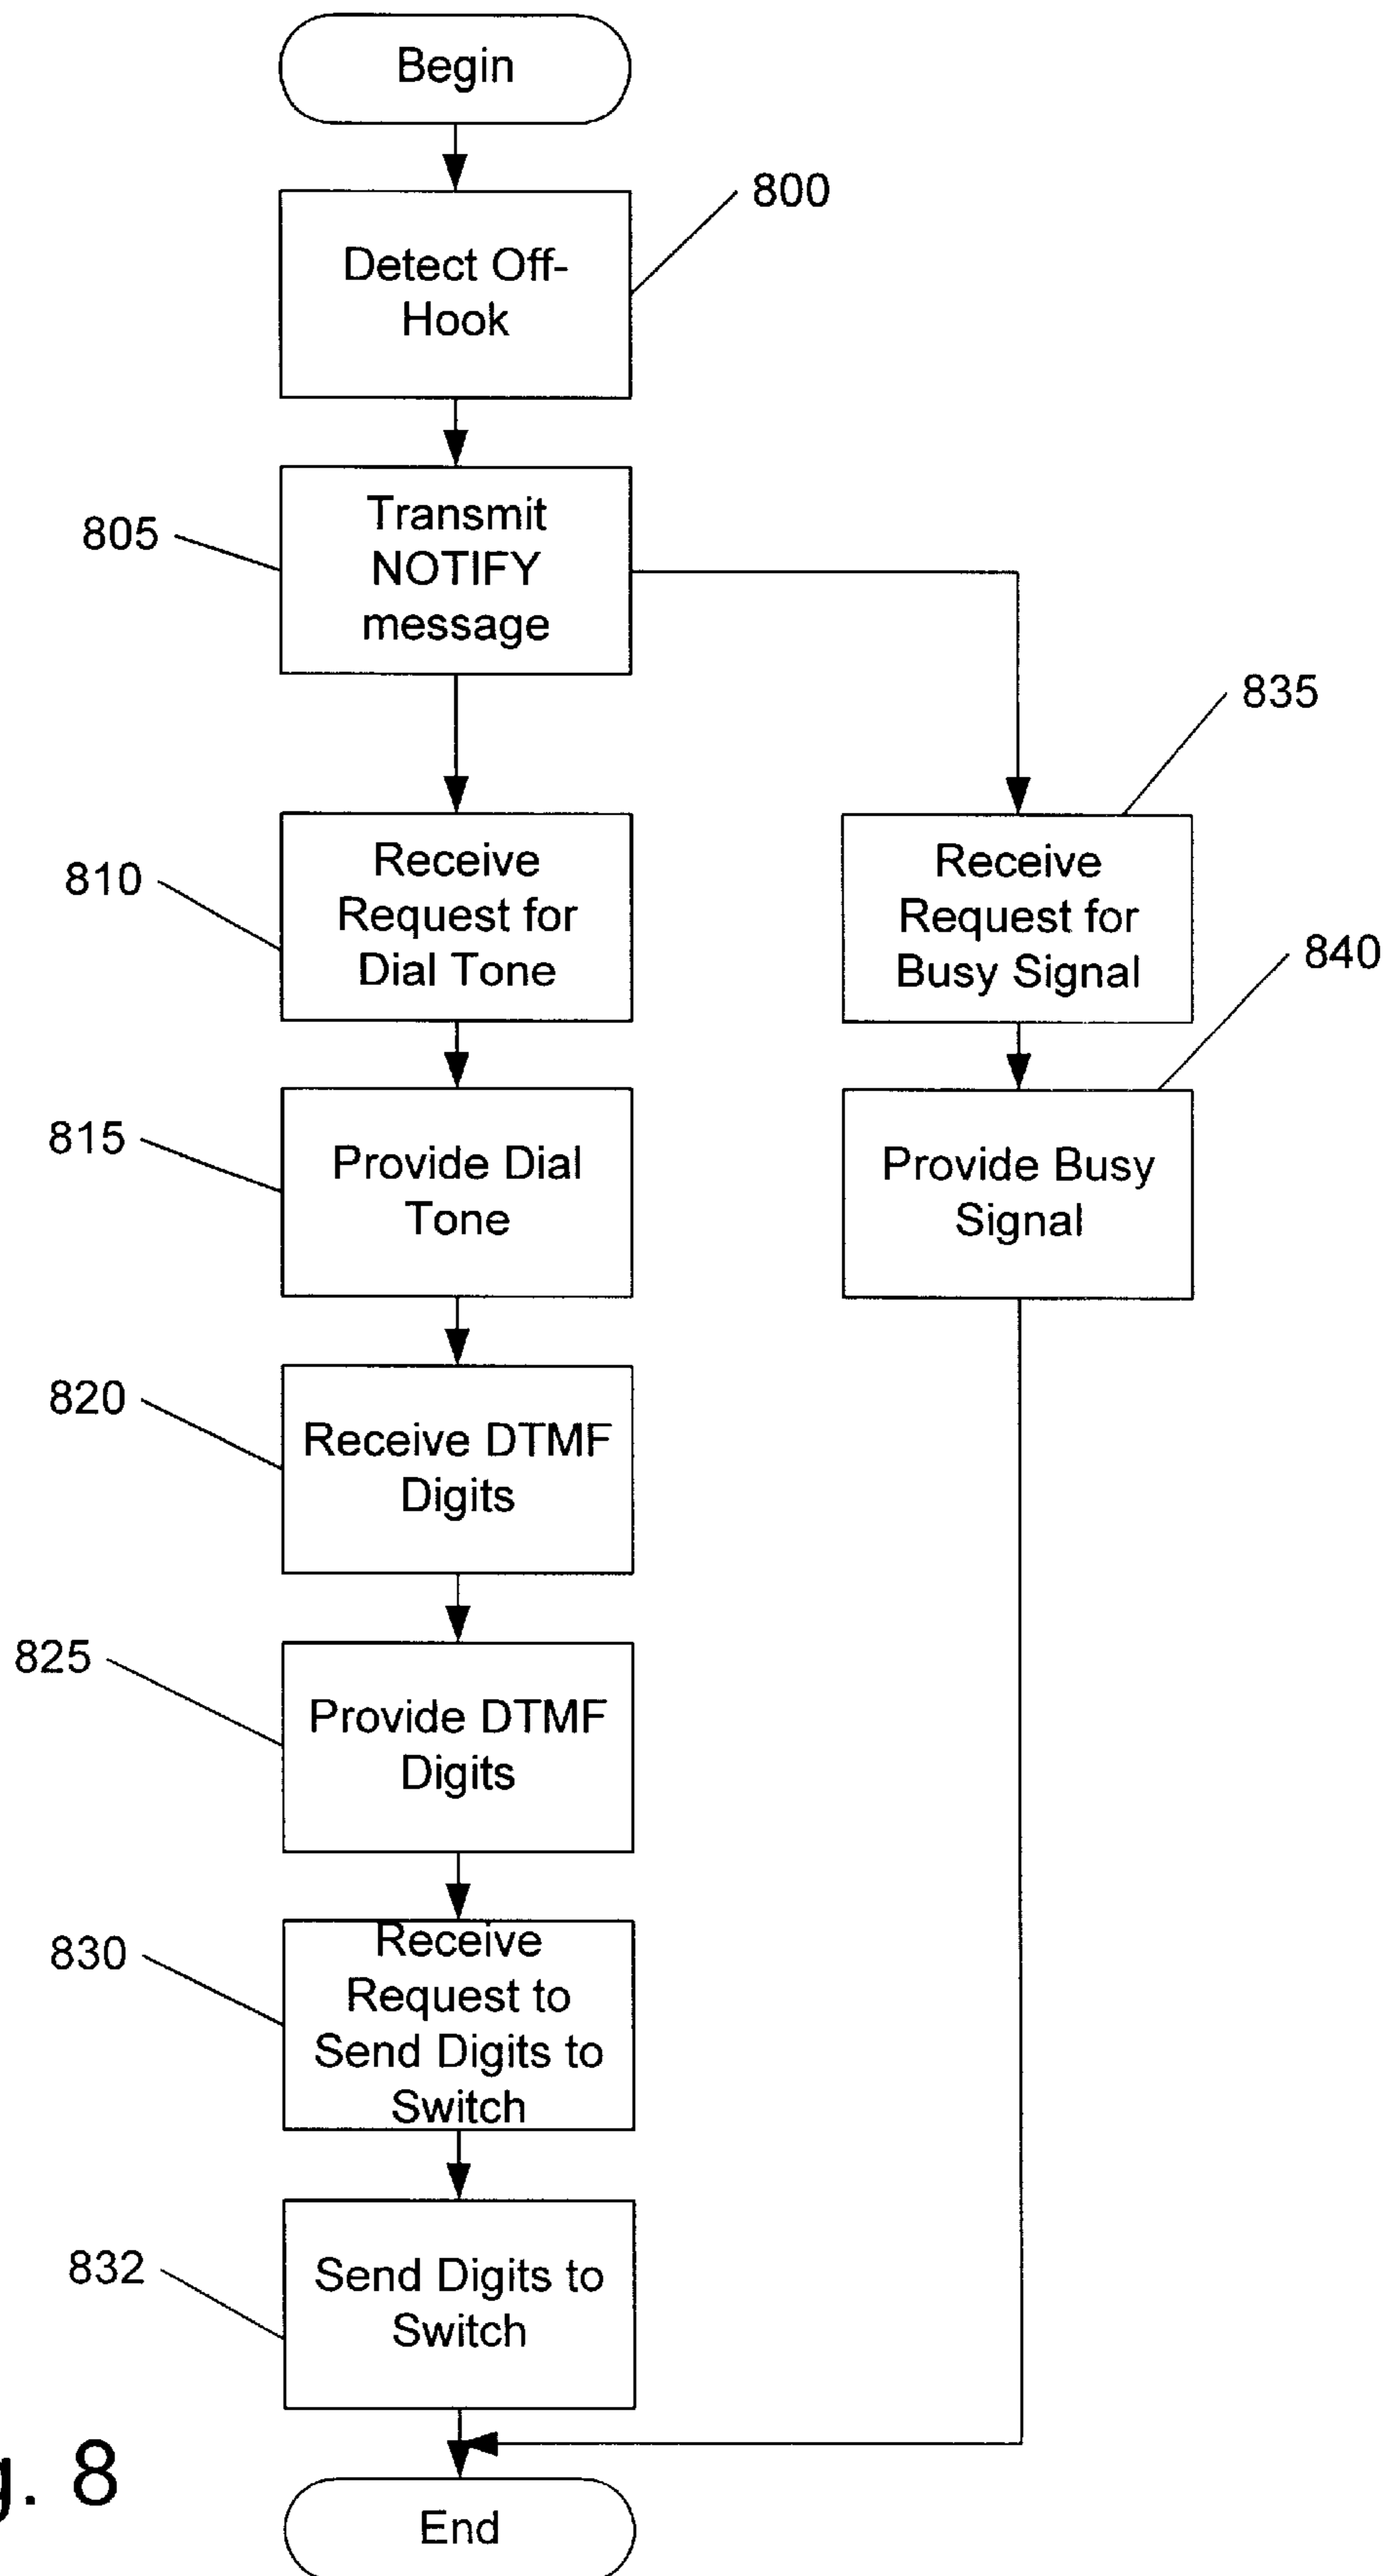 Begin
800
Detect Off-
Hook
805
Transmit
NOTIFY
message
835
810
Receive
Request for
Dial Tone
Receive
Request for
Busy Signal
840
815
Provide Dial
Tone
Provide Busy
Signal
820
Receive DTMF
Digits
825
Provide DTMF
Digits
830
Receive
Request to
Send Digits to
Switch
832
Send Digits to
Switch
g. 8
End